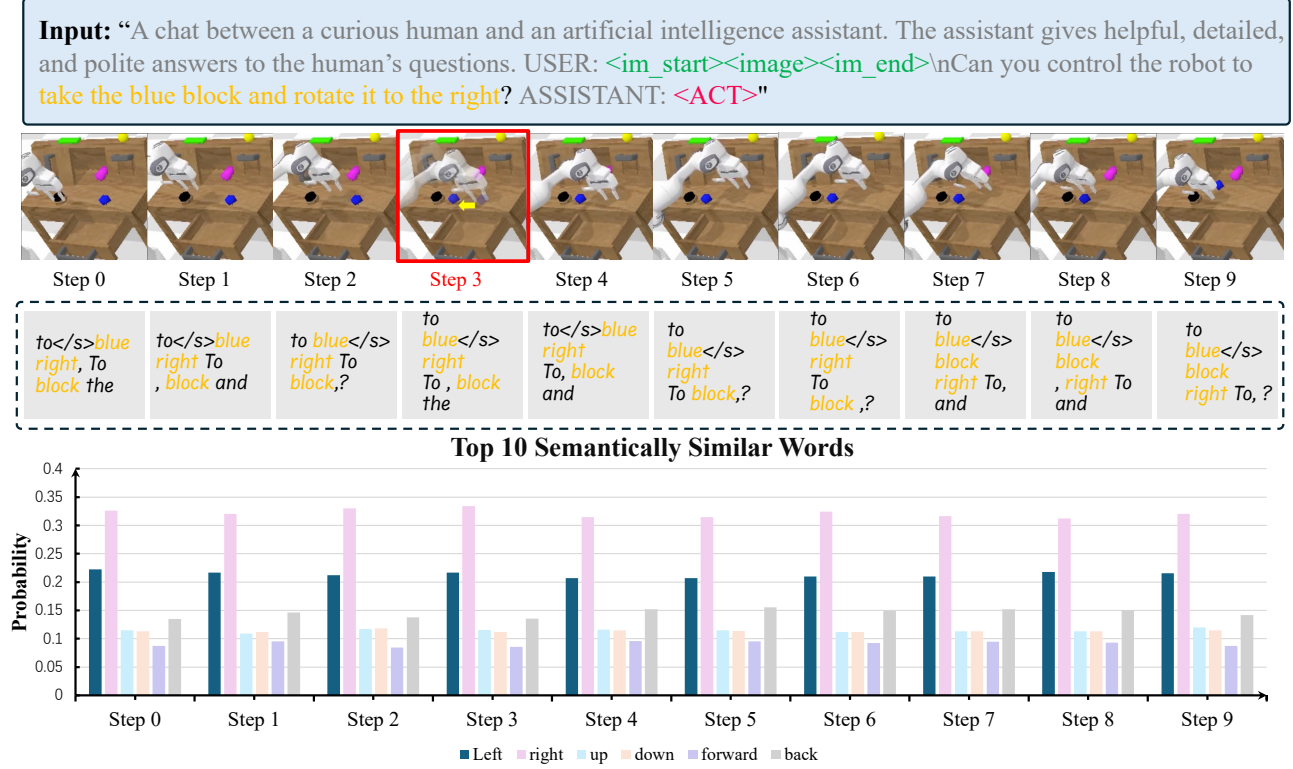 Input: “A chat between a curious human and an artificial intelligence assistant. The assistant gives helpful, detailed,
and polite answers to the human’s questions. USER: <im_start><image><im_end>\nCan you control the robot to
take the blue block and rotate it to the right? ASSISTANT: <ACT>"
Step 0 Step 1 Step 2 Step 3 Step 4 Step 5 Step 6 Step 7 Step 8 Step 9
to</s>blue
right, To
block the
to</s>blue
right To
, block and
to blue</s>
right To
block,?
to
blue</s>
right
To , block
the
to</s>blue
right
To, block
and
to
blue</s>
right
To block,?
to
blue</s>
right
To
block ,?
to
blue</s>
block
right To,
and
to
blue</s>
block
, right To
and
to
blue</s>
block
right To, ?
Top 10 Semantically Similar Words
Probability
0.4
0.35
0.3
0.25
0.2
0.15
0.1
0.05
0
Step 0 Step 1 Step 2 Step 3 Step 4 Step 5 Step 6 Step 7 Step 8 Step 9
Left right up down forward back